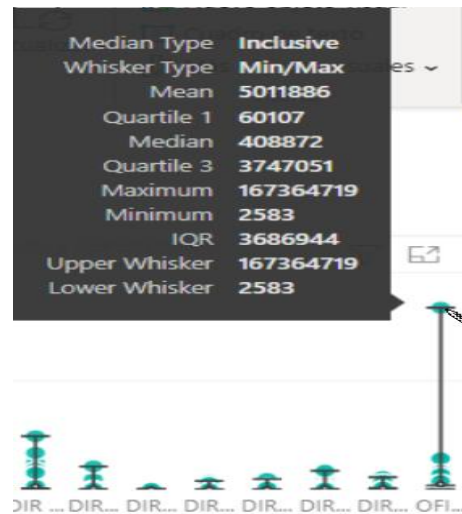 Median Type Inclusive
Whisker Type Min/Max
Mean 5011886
Quartile 1 60107
Median 408872
Quartile 3 3747051
Maximum 167364719
Minimum 2583
IQR 3686944
Upper Whisker 167364719
Lower Whisker 2583
DIR ... DIR... DIR... DIR... DIR... DIR... DIR... OFI...